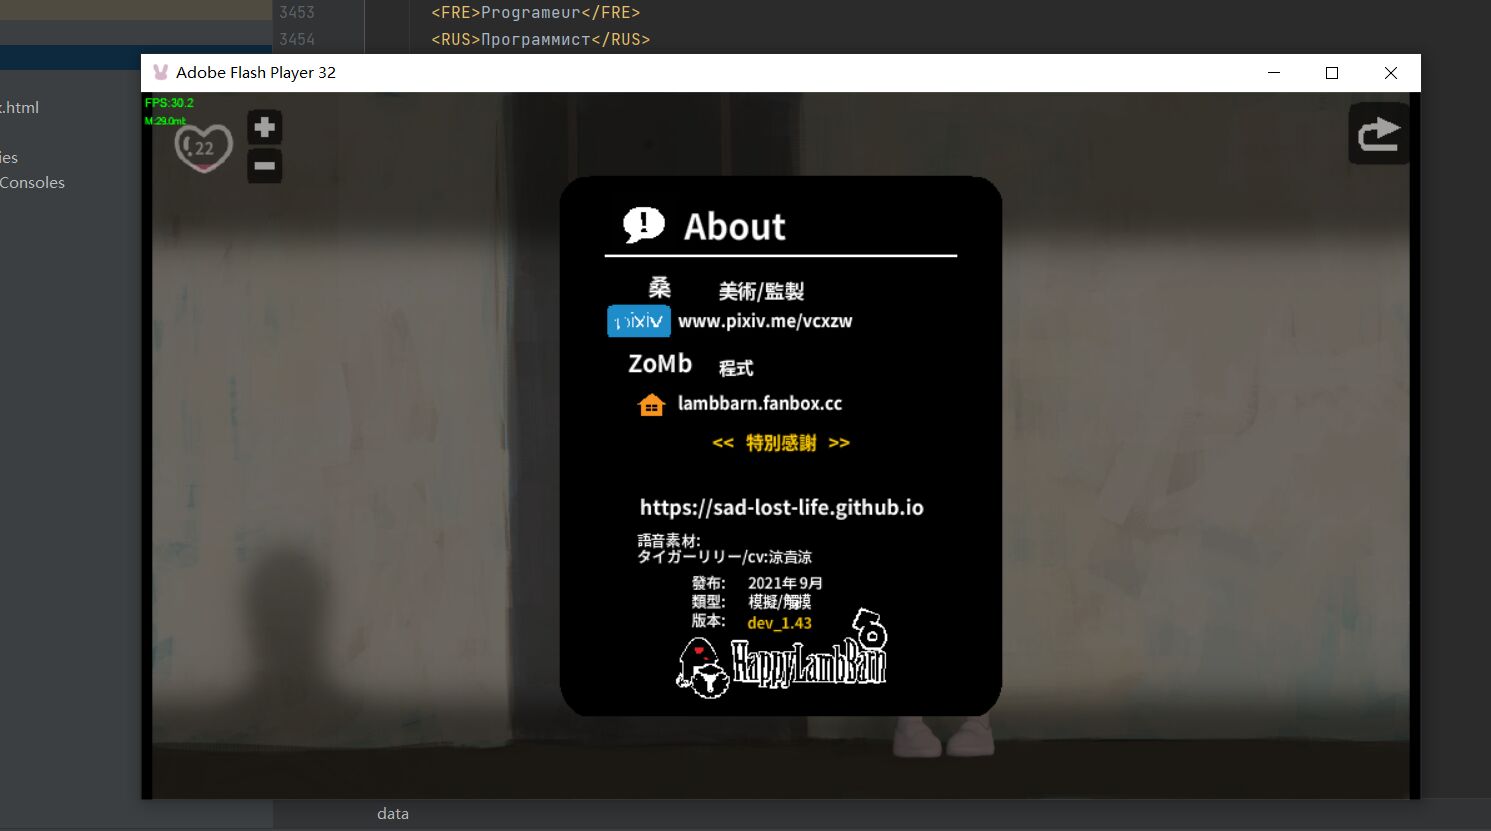 3453 <FRE>Programeur</FRE>
3454 <RUS>Программист</RUS>
Adobe Flash Player 32
.html
ies
Consoles
FPS:30.2
M:29.0mb
22
About
桑 美術/監製
pixiv www.pixiv.me/vcxzw
ZoMb 程式
lambbarn.fanbox.cc
<< 特別感謝 >>
https://sad-lost-life.github.io
語音素材:
タイガーリリー/cv:涼貴涼
發布: 2021年9月
類型: 模擬/觸摸
版本: dev_1.43
HappyLambBarn
data